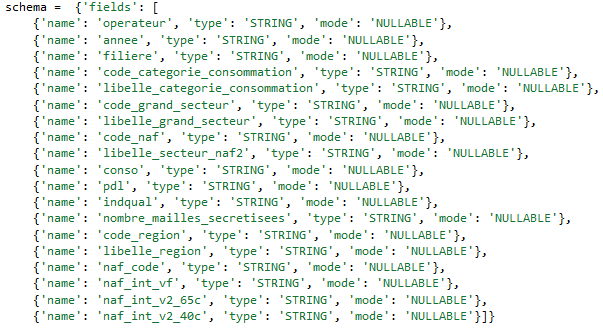 schema =  {'fields': [
    {'name': 'operateur', 'type': 'STRING', 'mode': 'NULLABLE'},
    {'name': 'annee', 'type': 'STRING', 'mode': 'NULLABLE'},
    {'name': 'filiere', 'type': 'STRING', 'mode': 'NULLABLE'},
    {'name': 'code_categorie_consommation', 'type': 'STRING', 'mode': 'NULLABLE'},
    {'name': 'libelle_categorie_consommation', 'type': 'STRING', 'mode': 'NULLABLE'},
    {'name': 'code_grand_secteur', 'type': 'STRING', 'mode': 'NULLABLE'},
    {'name': 'libelle_grand_secteur', 'type': 'STRING', 'mode': 'NULLABLE'},
    {'name': 'code_naf', 'type': 'STRING', 'mode': 'NULLABLE'},
    {'name': 'libelle_secteur_naf2', 'type': 'STRING', 'mode': 'NULLABLE'},
    {'name': 'conso', 'type': 'STRING', 'mode': 'NULLABLE'},
    {'name': 'pdl', 'type': 'STRING', 'mode': 'NULLABLE'},
    {'name': 'indqual', 'type': 'STRING', 'mode': 'NULLABLE'},
    {'name': 'nombre_mailles_secretisees', 'type': 'STRING', 'mode': 'NULLABLE'},
    {'name': 'code_region', 'type': 'STRING', 'mode': 'NULLABLE'},
    {'name': 'libelle_region', 'type': 'STRING', 'mode': 'NULLABLE'},
    {'name': 'naf_code', 'type': 'STRING', 'mode': 'NULLABLE'},
    {'name': 'naf_int_vf', 'type': 'STRING', 'mode': 'NULLABLE'},
    {'name': 'naf_int_v2_65c', 'type': 'STRING', 'mode': 'NULLABLE'},
    {'name': 'naf_int_v2_40c', 'type': 'STRING', 'mode': 'NULLABLE'}]}